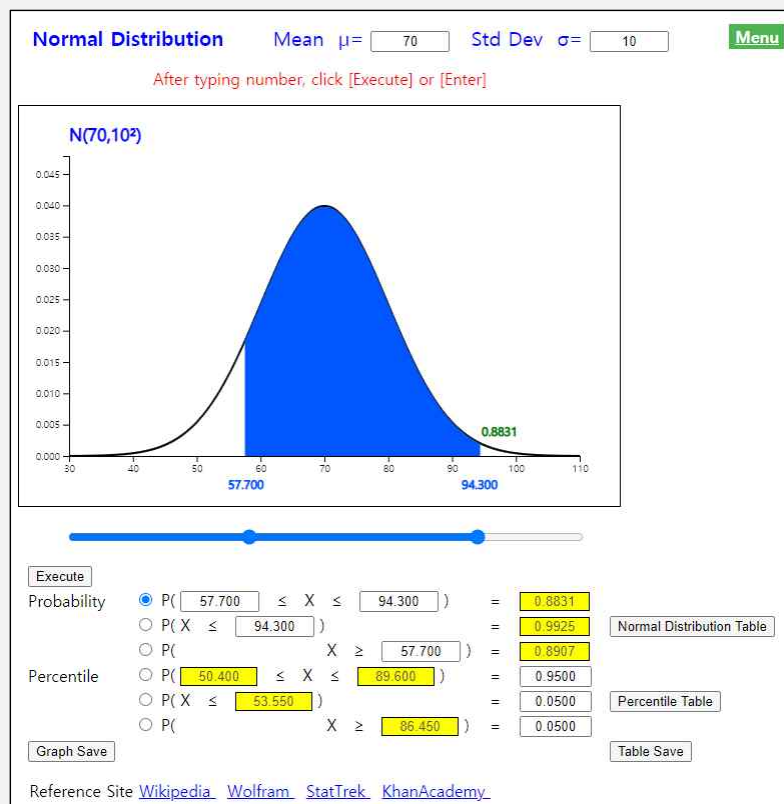 Normal Distribution Mean μ= 70 Std Dev σ= 10 Menu
After typing number, click [Execute] or [Enter]
N(70,10²)
0.045
0.040
0.035
0.030
0.025
0.020
0.015
0.010
0.005
0.8831
0.000
30 40 50 60 70 80 90 100 110
57.700 94.300
Execute
Probability P( 57.700 ≤ X ≤ 94.300 ) = 0.8831
P( X ≤ 94.300 ) = 0.9925 Normal Distribution Table
P( X ≥ 57.700 ) = 0.8907
Percentile P( 50.400 ≤ X ≤ 89.600 ) = 0.9500
P( X ≤ 53.550 ) = 0.0500 Percentile Table
P( X ≥ 86.450 ) = 0.0500
Graph Save Table Save
Reference Site Wikipedia Wolfram StatTrek KhanAcademy